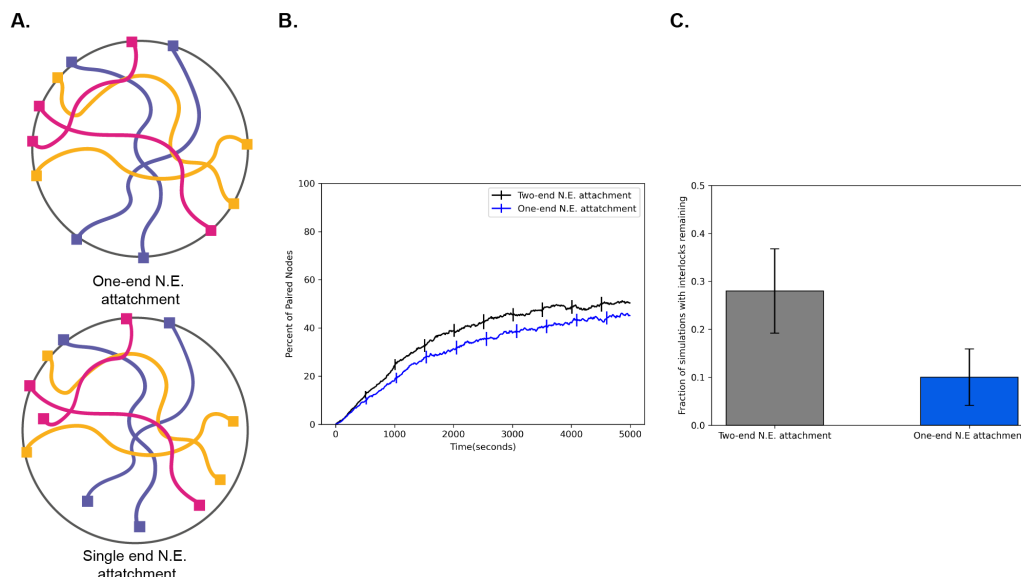 A.
One-end N.E.
attatchment
Single end N.E.
attatchment
B.
100
80
60
40
20
0
Percent of Paired Nodes
Two-end N.E. attachment
One-end N.E. attatchment
0 1000 2000 3000 4000 5000
Time(seconds)
C.
0.5
0.4
0.3
0.2
0.1
0.0
Fraction of simulations with interlocks remaining
Two-end N.E. attachment
One-end N.E attachmen